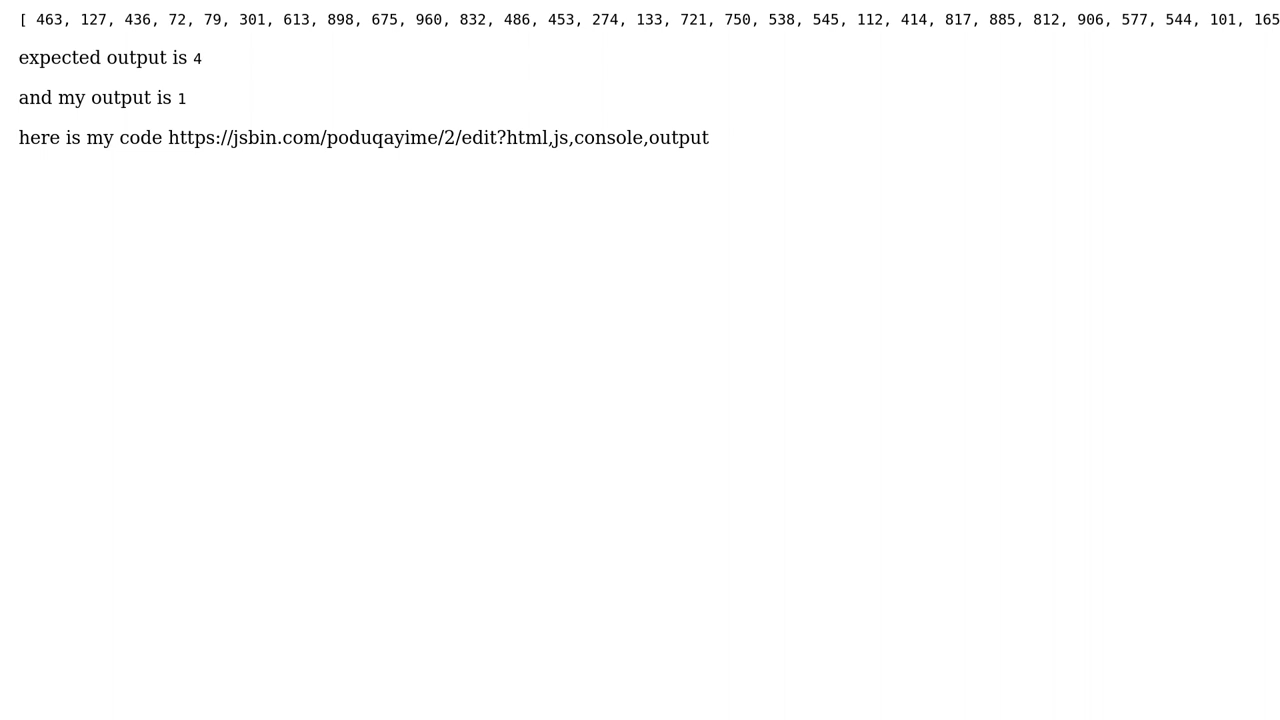 [ 463, 127, 436, 72, 79, 301, 613, 898, 675, 960, 832, 486, 453, 274, 133, 721, 750, 538, 545, 112, 414, 817, 885, 812, 906, 577, 544, 101, 165
expected output is 4
and my output is 1
here is my code https://jsbin.com/poduqayime/2/edit?html,js,console,output